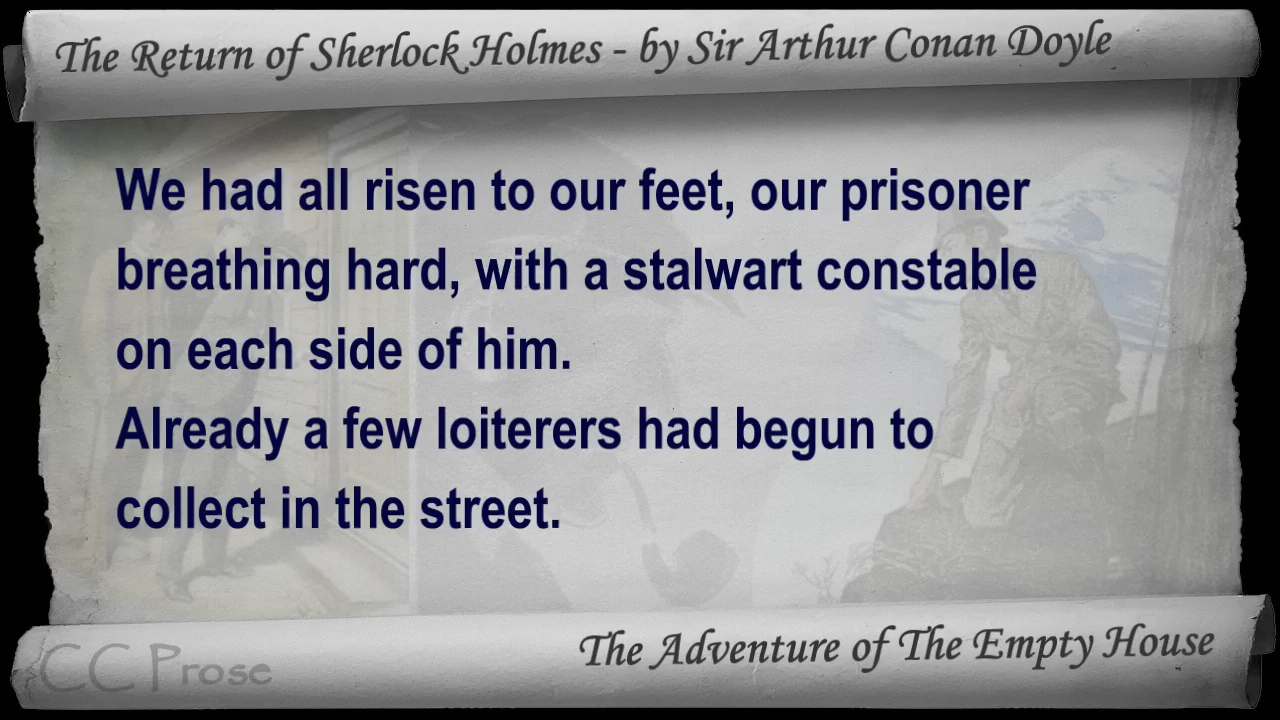 The Return of Sherlock Holmes - by Sir Arthur Conan Doyle
We had all risen to our feet, our prisoner
breathing hard, with a stalwart constable
on each side of him.
Already a few loiterers had begun to
collect in the street.
The Adventure of The Empty House
CC Prose